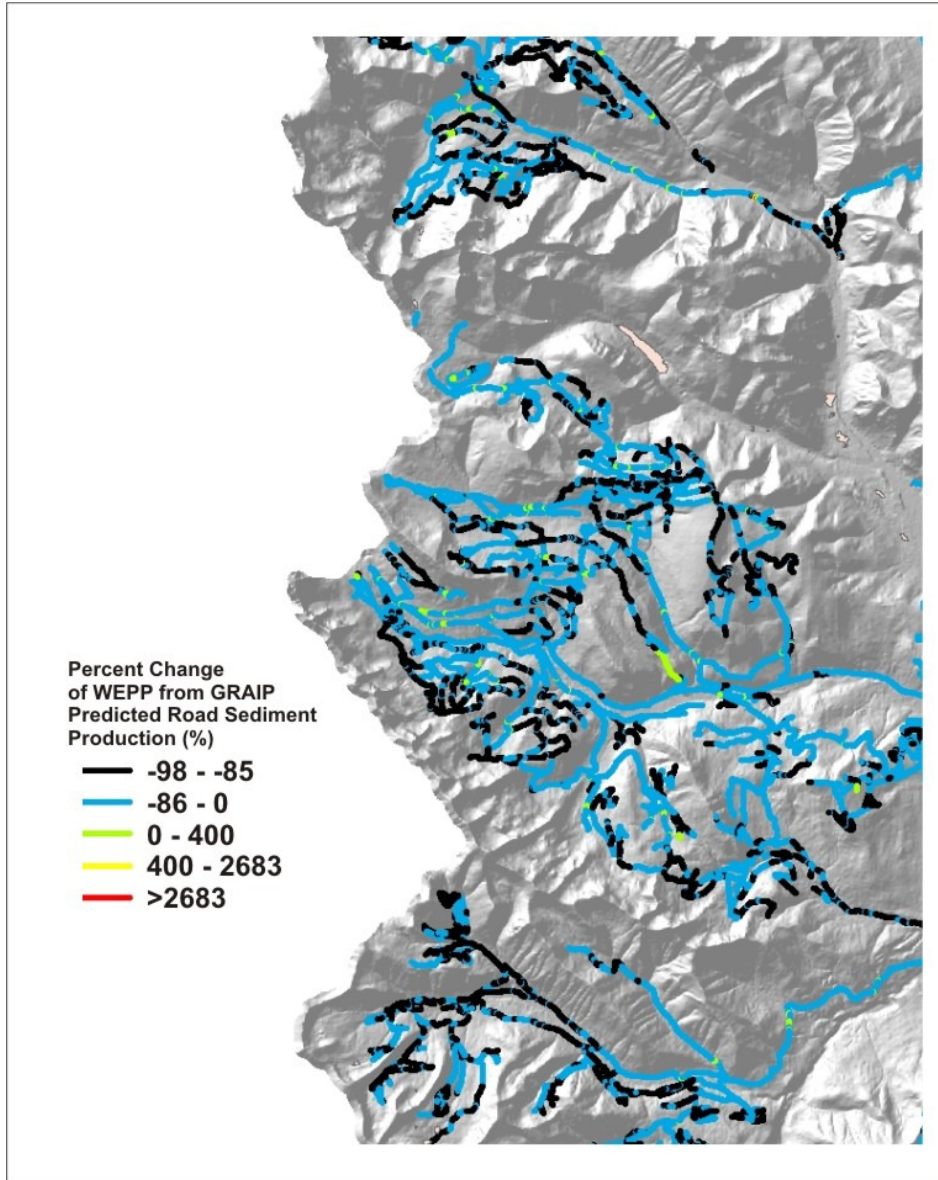 Percent Change
of WEPP from GRAIP
Predicted Road Sediment
Production (%)
-98 - -85
-86 - 0
0 - 400
400 - 2683
>2683